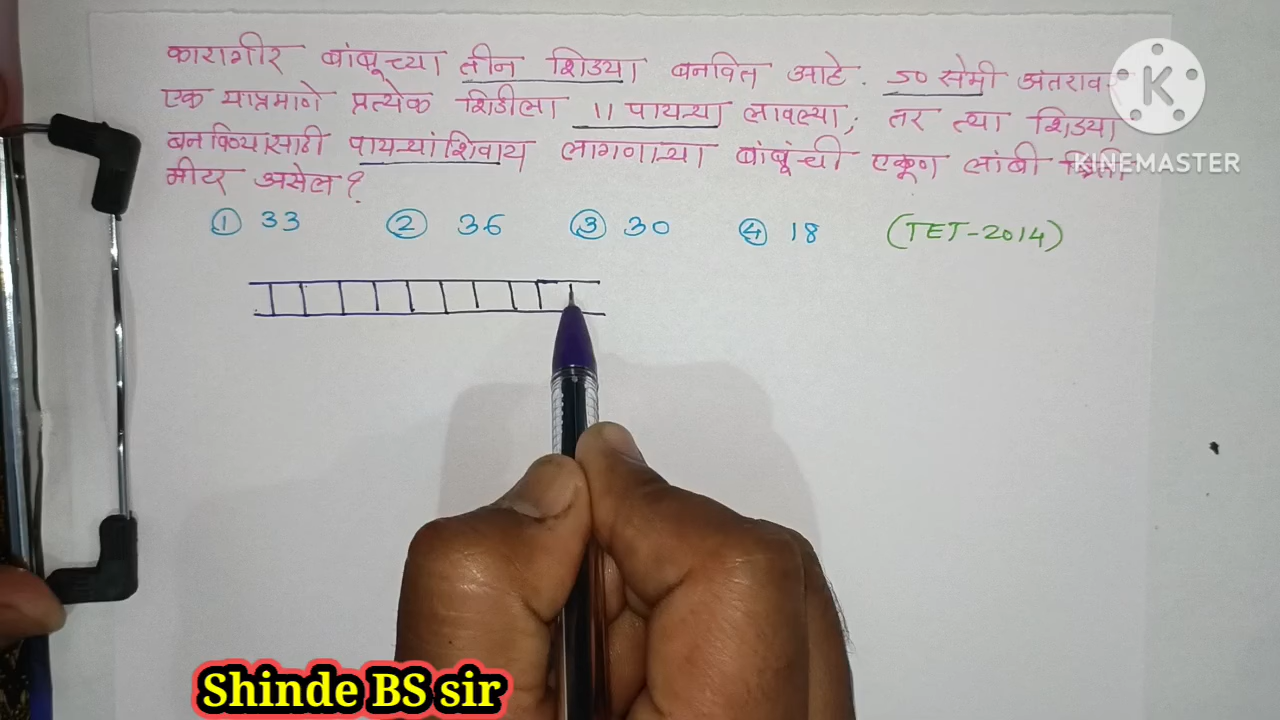 कारागीर बांबूच्या तीन शिड्या बनवित आहे. 50 सेमी अंतरावर
एक याप्रमाणे प्रत्येक शिडीला 11 पायऱ्या लावल्या, तर त्या शिड्या
बनविण्यासाठी पायऱ्यांशिवाय लागणाऱ्या बांबूंची एकूण लांबी किती
मीटर असेल?
① 33 ② 36 ③ 30 ④ 18 (TET-2014)
K
KINEMASTER
Shinde BS sir